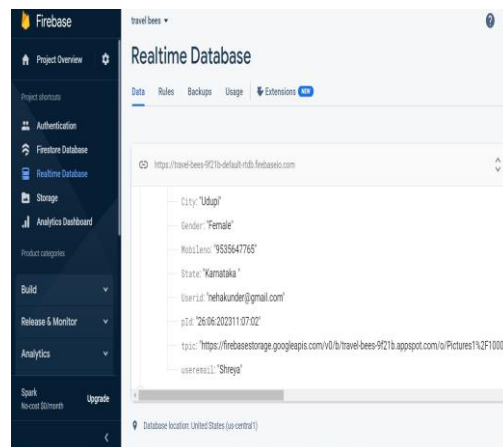 Firebase
Project Overview
Project shortcuts
Authentication
Firestore Database
Realtime Database
Storage
Analytics Dashboard
Product categories
Build
Release & Monitor
Analytics
Spark
No-cost $0/month
Upgrade
travel bees
Realtime Database
Data Rules Backups Usage Extensions NEW
https://travel-bees-9f21b-default-rtdb.firebaseio.com
City: "Udupi"
Gender: "Female"
Mobileno: "9535647765"
State: "Karnataka "
Userid: "nehakunder@gmail.com"
pId: "26:06:202311:07:02"
tpic: "https://firebasestorage.googleapis.com/v0/b/travel-bees-9f21b.appspot.com/o/Pictures1%2F1000
useremail: "Shreya"
Database location: United States (us-central1)